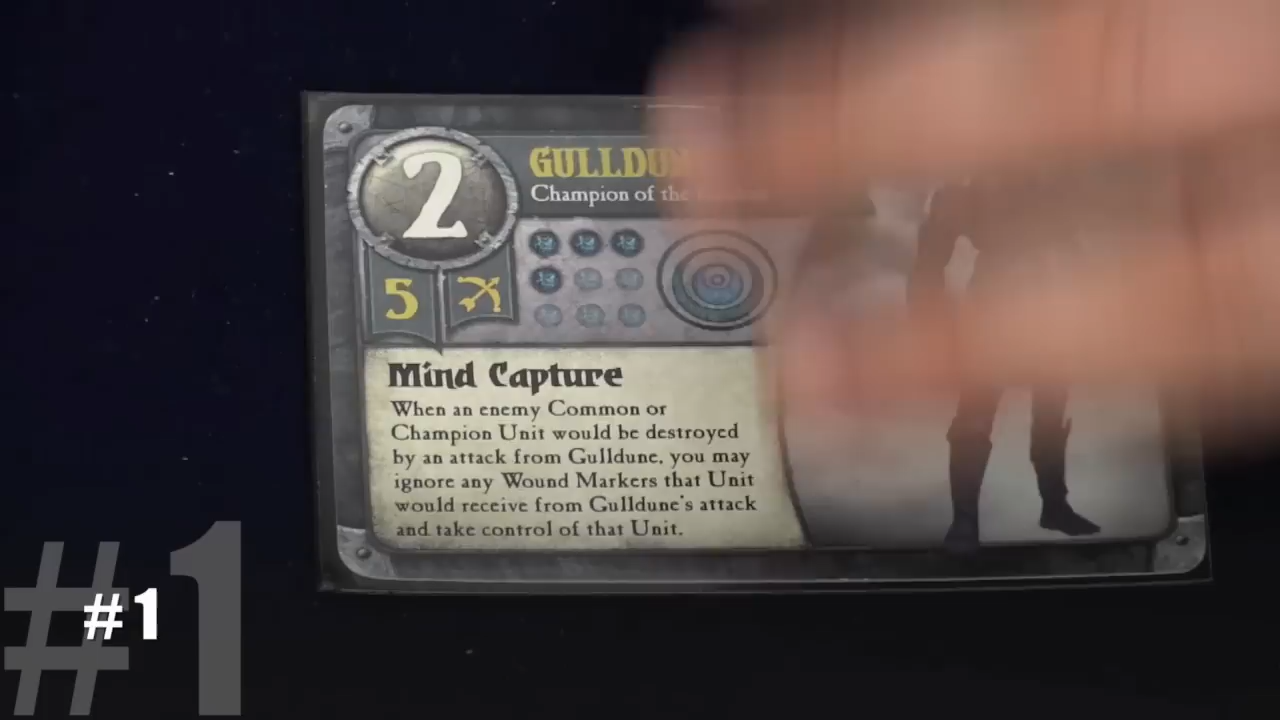 2
GULLDUNE
Champion of the
5
Mind Capture
When an enemy Common or
Champion Unit would be destroyed
by an attack from Gulldune, you may
ignore any Wound Markers that Unit
would receive from Gulldune's attack
and take control of that Unit.
#1
#1